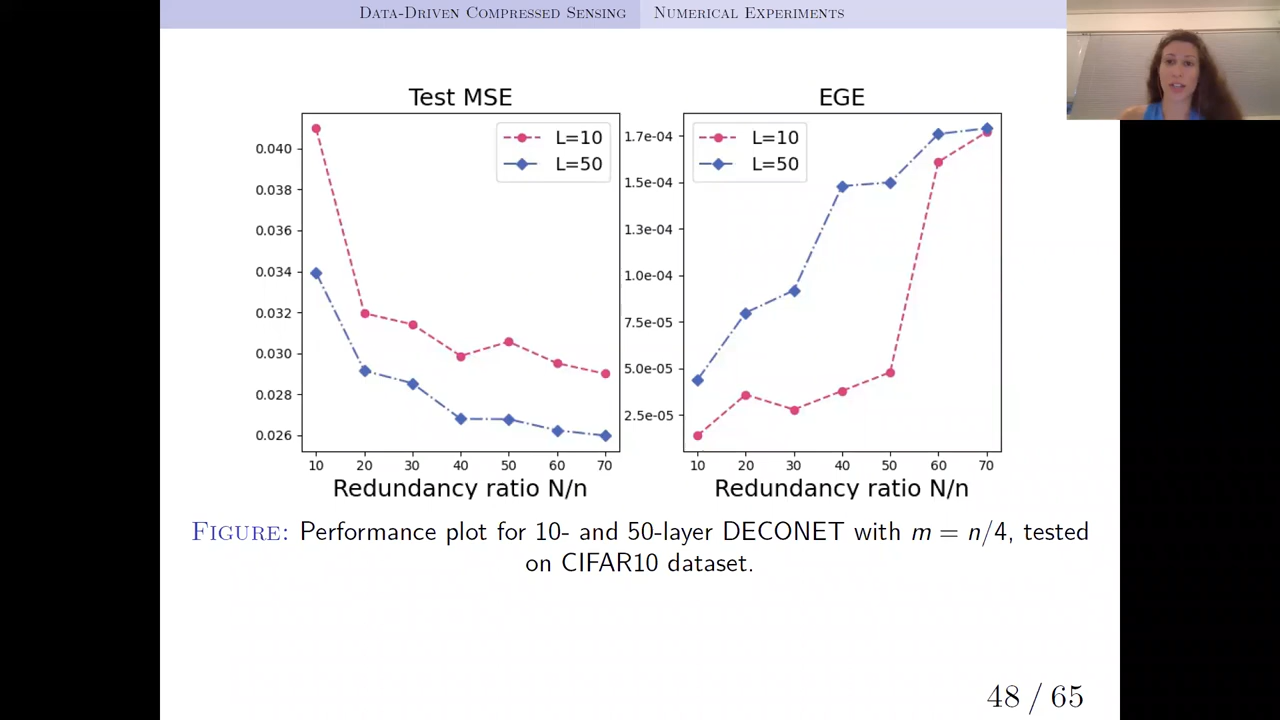 DATA-DRIVEN COMPRESSED SENSING NUMERICAL EXPERIMENTS
Test MSE
L=10
L=50
0.040
0.038
0.036
0.034
0.032
0.030
0.028
0.026
10 20 30 40 50 60 70
Redundancy ratio N/n
EGE
L=10
L=50
1.7e-04
1.5e-04
1.3e-04
1.0e-04
7.5e-05
5.0e-05
2.5e-05
10 20 30 40 50 60 70
Redundancy ratio N/n
FIGURE: Performance plot for 10- and 50-layer DECONET with m = n/4, tested
on CIFAR10 dataset.
48 / 65